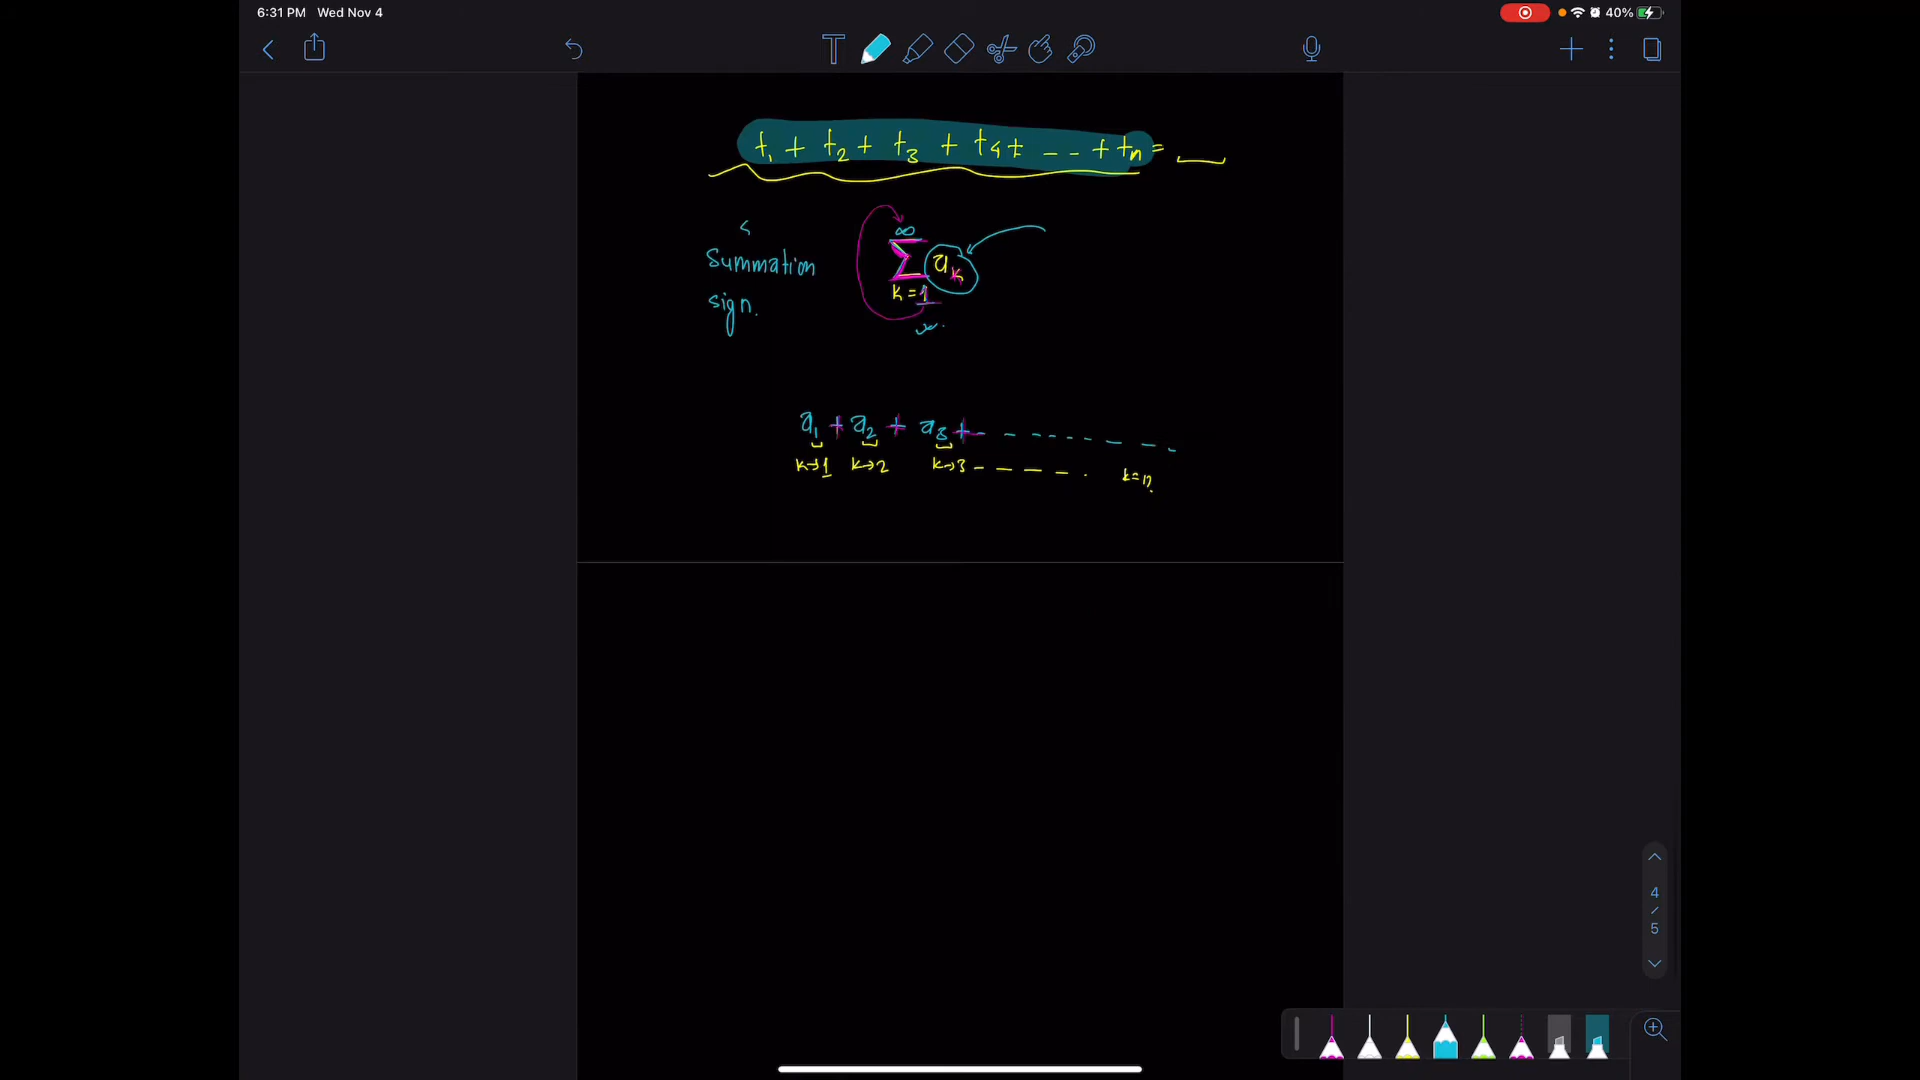 6:31 PM Wed Nov 4
40%
t₁ + t₂ + t₃ + t₄ + _ _ + tₙ = __
∞
Σ aₖ
k = 1
Summation
sign.
a₁ + a₂ + a₃ + - - - - - - - - -
k→1 k→2 k→3 - - - - . k=n
4
/
5